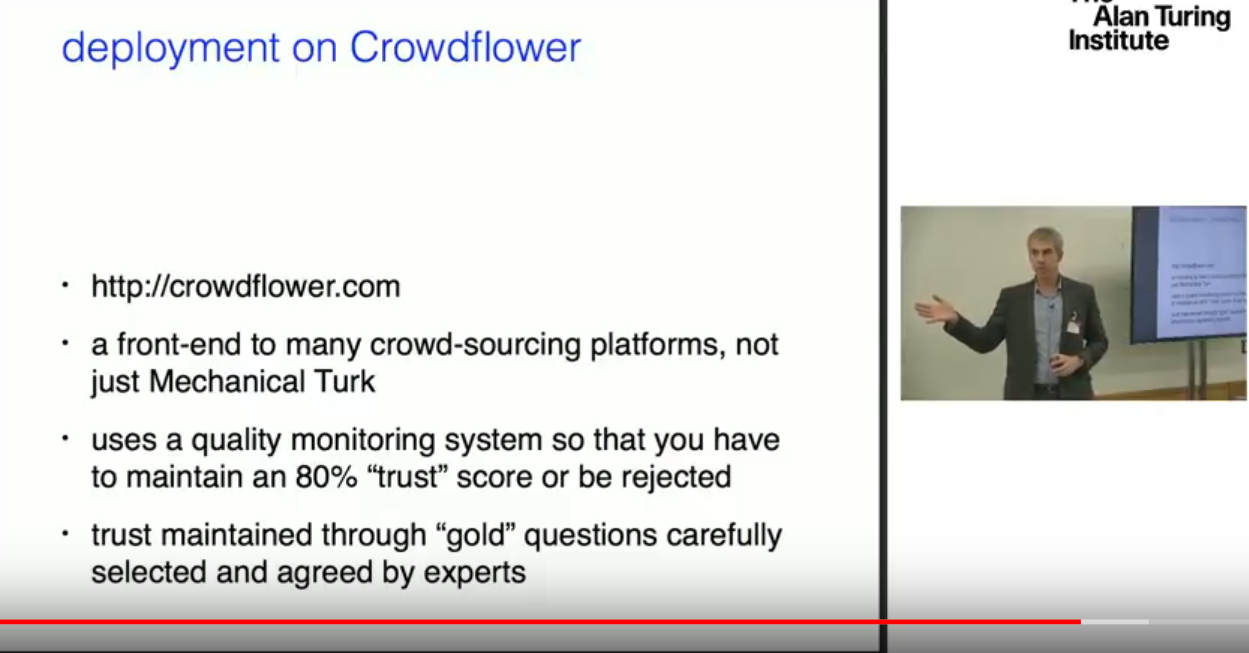 deployment on Crowdflower
The
Alan Turing
Institute
· http://crowdflower.com
· a front-end to many crowd-sourcing platforms, not
just Mechanical Turk
· uses a quality monitoring system so that you have
to maintain an 80% “trust” score or be rejected
· trust maintained through “gold” questions carefully
selected and agreed by experts